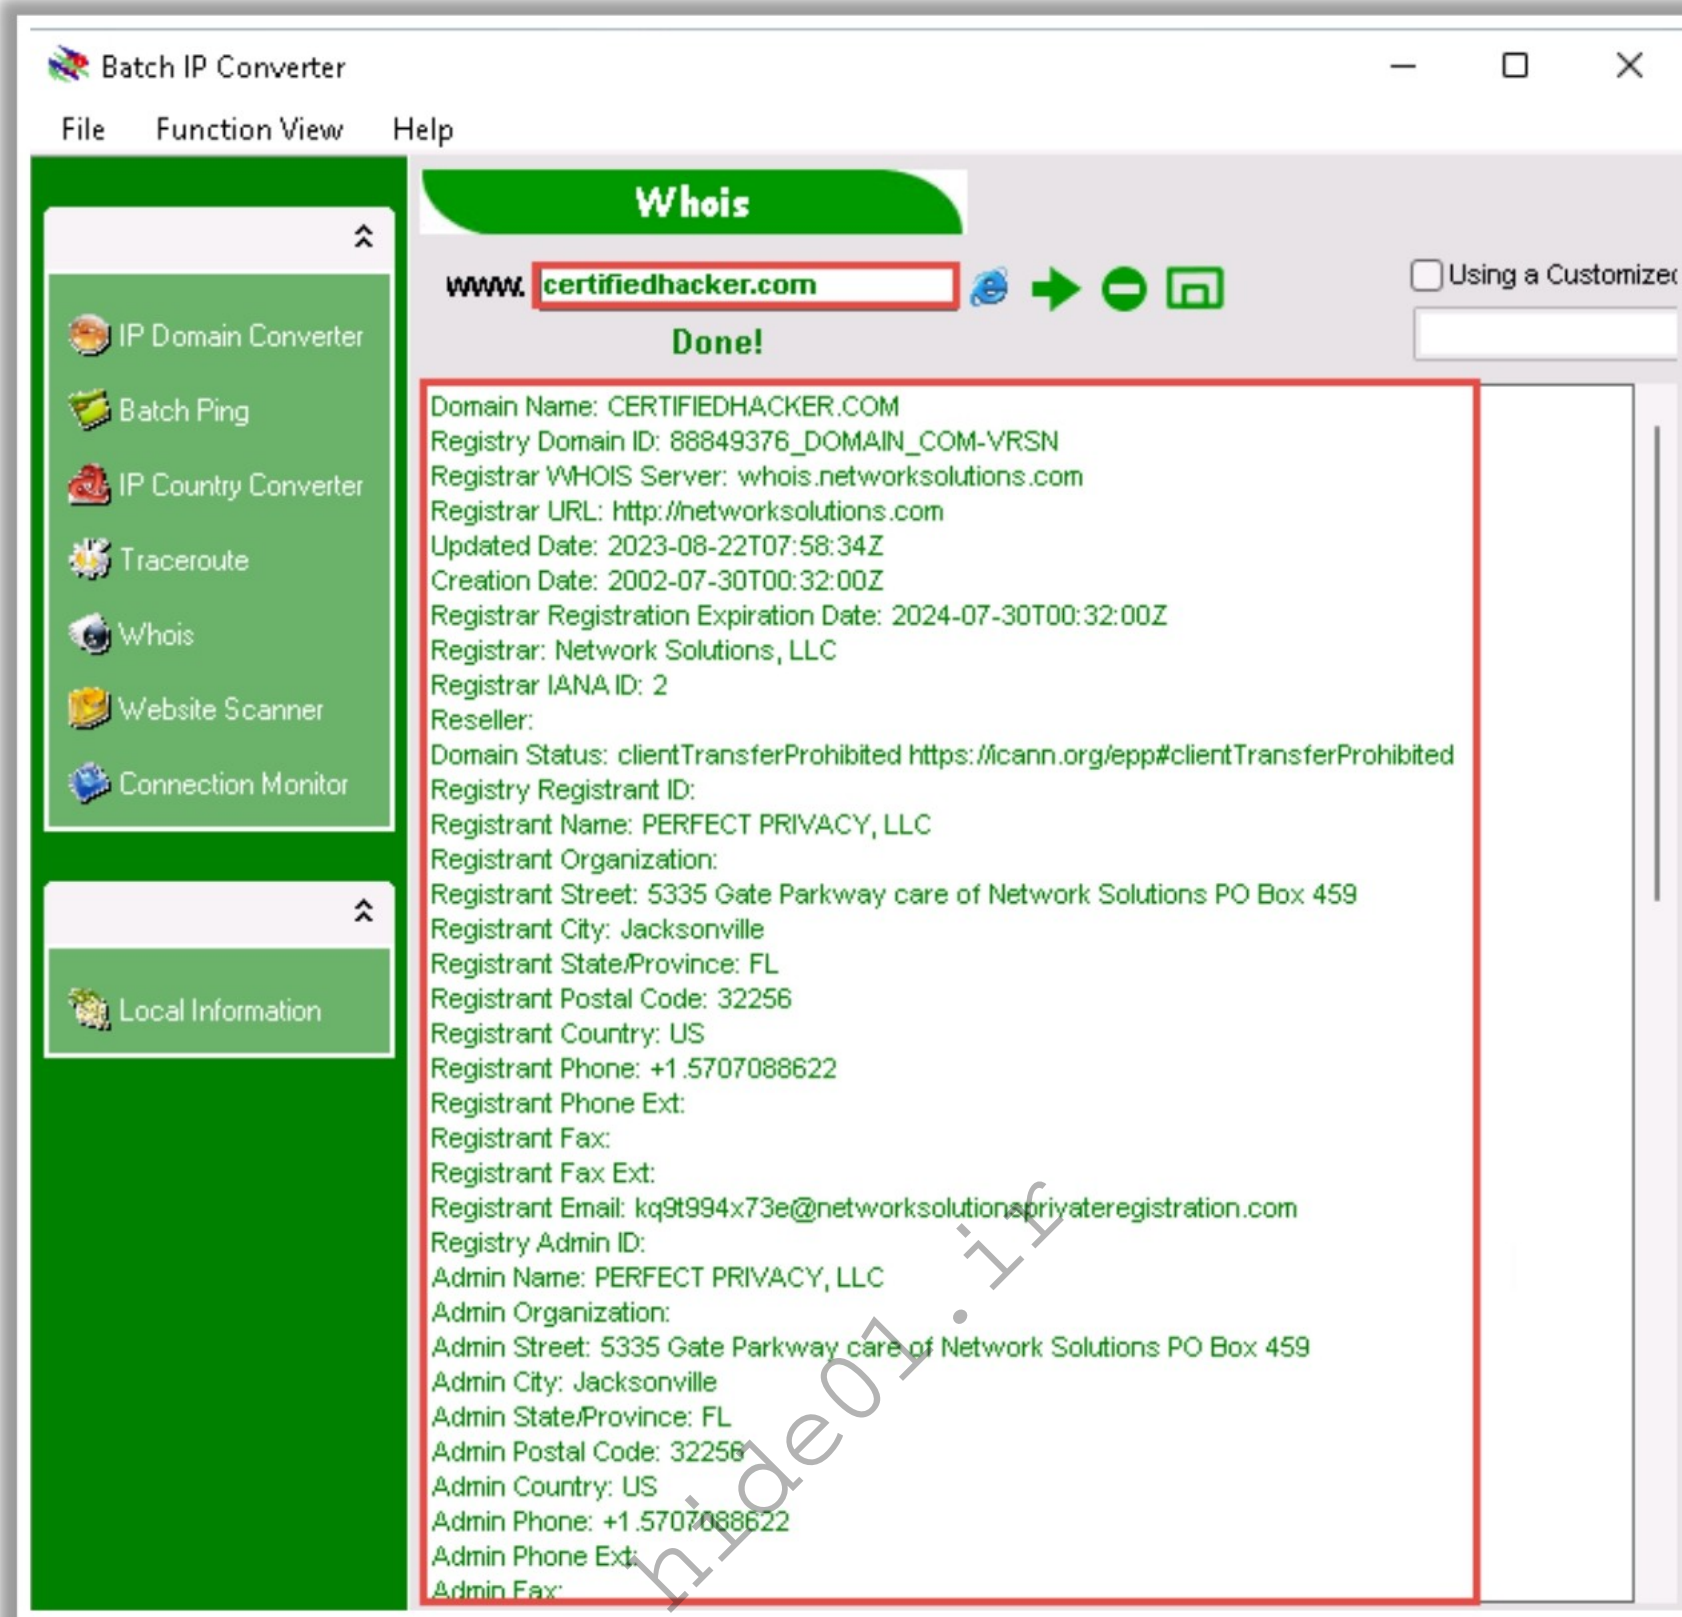 Batch IP Converter
File Function View Help
Whois
www. certifiedhacker.com
Using a Customized
Done!
IP Domain Converter
Batch Ping
IP Country Converter
Traceroute
Whois
Website Scanner
Connection Monitor
Local Information
Domain Name: CERTIFIEDHACKER.COM
Registry Domain ID: 88849376_DOMAIN_COM-VRSN
Registrar WHOIS Server: whois.networksolutions.com
Registrar URL: http://networksolutions.com
Updated Date: 2023-08-22T07:58:34Z
Creation Date: 2002-07-30T00:32:00Z
Registrar Registration Expiration Date: 2024-07-30T00:32:00Z
Registrar: Network Solutions, LLC
Registrar IANA ID: 2
Reseller:
Domain Status: clientTransferProhibited https://icann.org/epp#clientTransferProhibited
Registry Registrant ID:
Registrant Name: PERFECT PRIVACY, LLC
Registrant Organization:
Registrant Street: 5335 Gate Parkway care of Network Solutions PO Box 459
Registrant City: Jacksonville
Registrant State/Province: FL
Registrant Postal Code: 32256
Registrant Country: US
Registrant Phone: +1.5707088622
Registrant Phone Ext:
Registrant Fax:
Registrant Fax Ext:
Registrant Email: kq9t994x73e@networksolutionsprivateregistration.com
Registry Admin ID:
Admin Name: PERFECT PRIVACY, LLC
Admin Organization:
Admin Street: 5335 Gate Parkway care of Network Solutions PO Box 459
Admin City: Jacksonville
Admin State/Province: FL
Admin Postal Code: 32256
Admin Country: US
Admin Phone: +1.5707088622
Admin Phone Ext:
Admin Fax:
hide01.ir